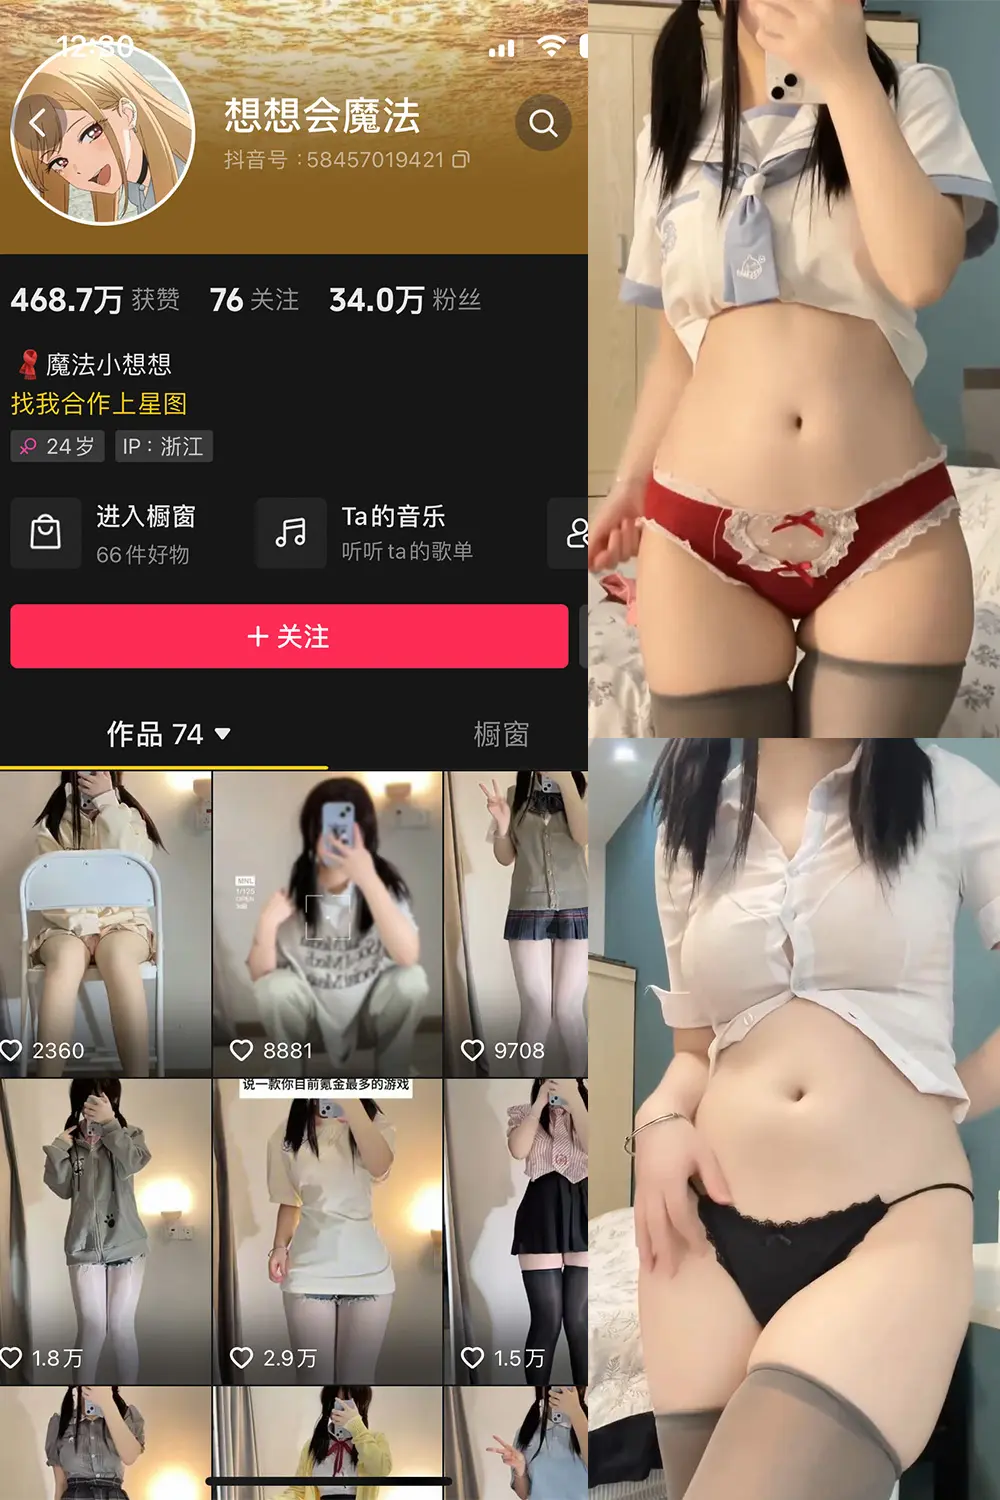 12:30
想想会魔法
抖音号：58457019421
468.7万 获赞 76 关注 34.0万 粉丝
魔法小想想
找我合作上星图
24岁 IP：浙江
进入橱窗
66件好物
Ta的音乐
听听ta的歌单
+ 关注
作品 74
橱窗
MNL
1/125
OPEN
2360
8881
9708
说一款你目前氪金最多的游戏
1.8万
2.9万
1.5万